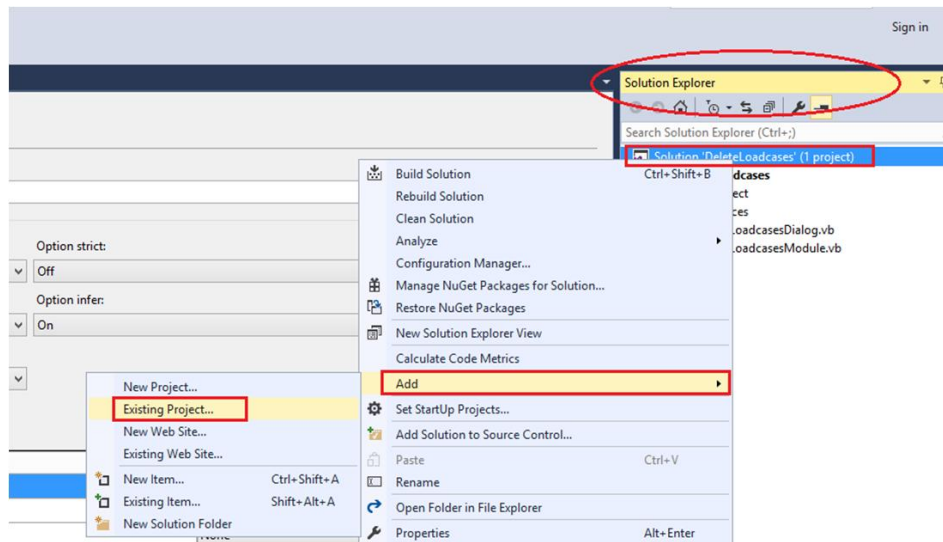 Sign in
Solution Explorer
Search Solution Explorer (Ctrl+;)
Solution 'DeleteLoadcases' (1 project)
dcases
ect
ces
oadcasesDialog.vb
oadcasesModule.vb
Option strict:
Off
Option infer:
On
Build Solution Ctrl+Shift+B
Rebuild Solution
Clean Solution
Analyze
Configuration Manager...
Manage NuGet Packages for Solution...
Restore NuGet Packages
New Solution Explorer View
Calculate Code Metrics
Add
Set StartUp Projects...
Add Solution to Source Control...
Paste Ctrl+V
Rename
Open Folder in File Explorer
Properties Alt+Enter
New Project...
Existing Project...
New Web Site...
Existing Web Site...
New Item... Ctrl+Shift+A
Existing Item... Shift+Alt+A
New Solution Folder
None